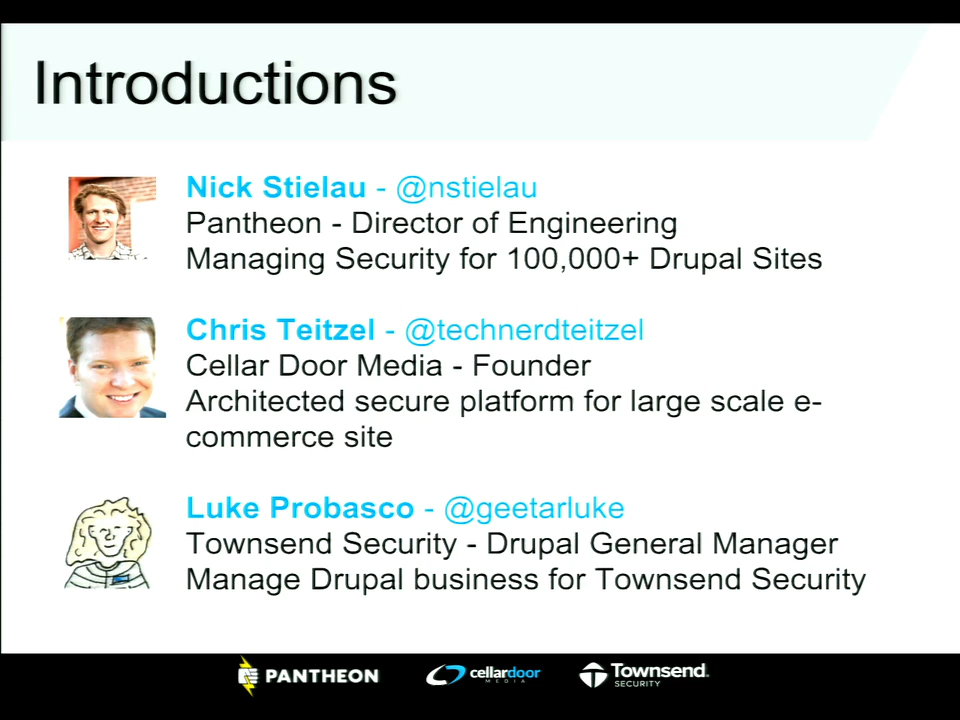 Introductions
Nick Stielau - @nstielau
Pantheon - Director of Engineering
Managing Security for 100,000+ Drupal Sites
Chris Teitzel - @technerdteitzel
Cellar Door Media - Founder
Architected secure platform for large scale e-
commerce site
Luke Probasco - @geetarluke
Townsend Security - Drupal General Manager
Manage Drupal business for Townsend Security
PANTHEON
cellardoor
MEDIA
Townsend
SECURITY